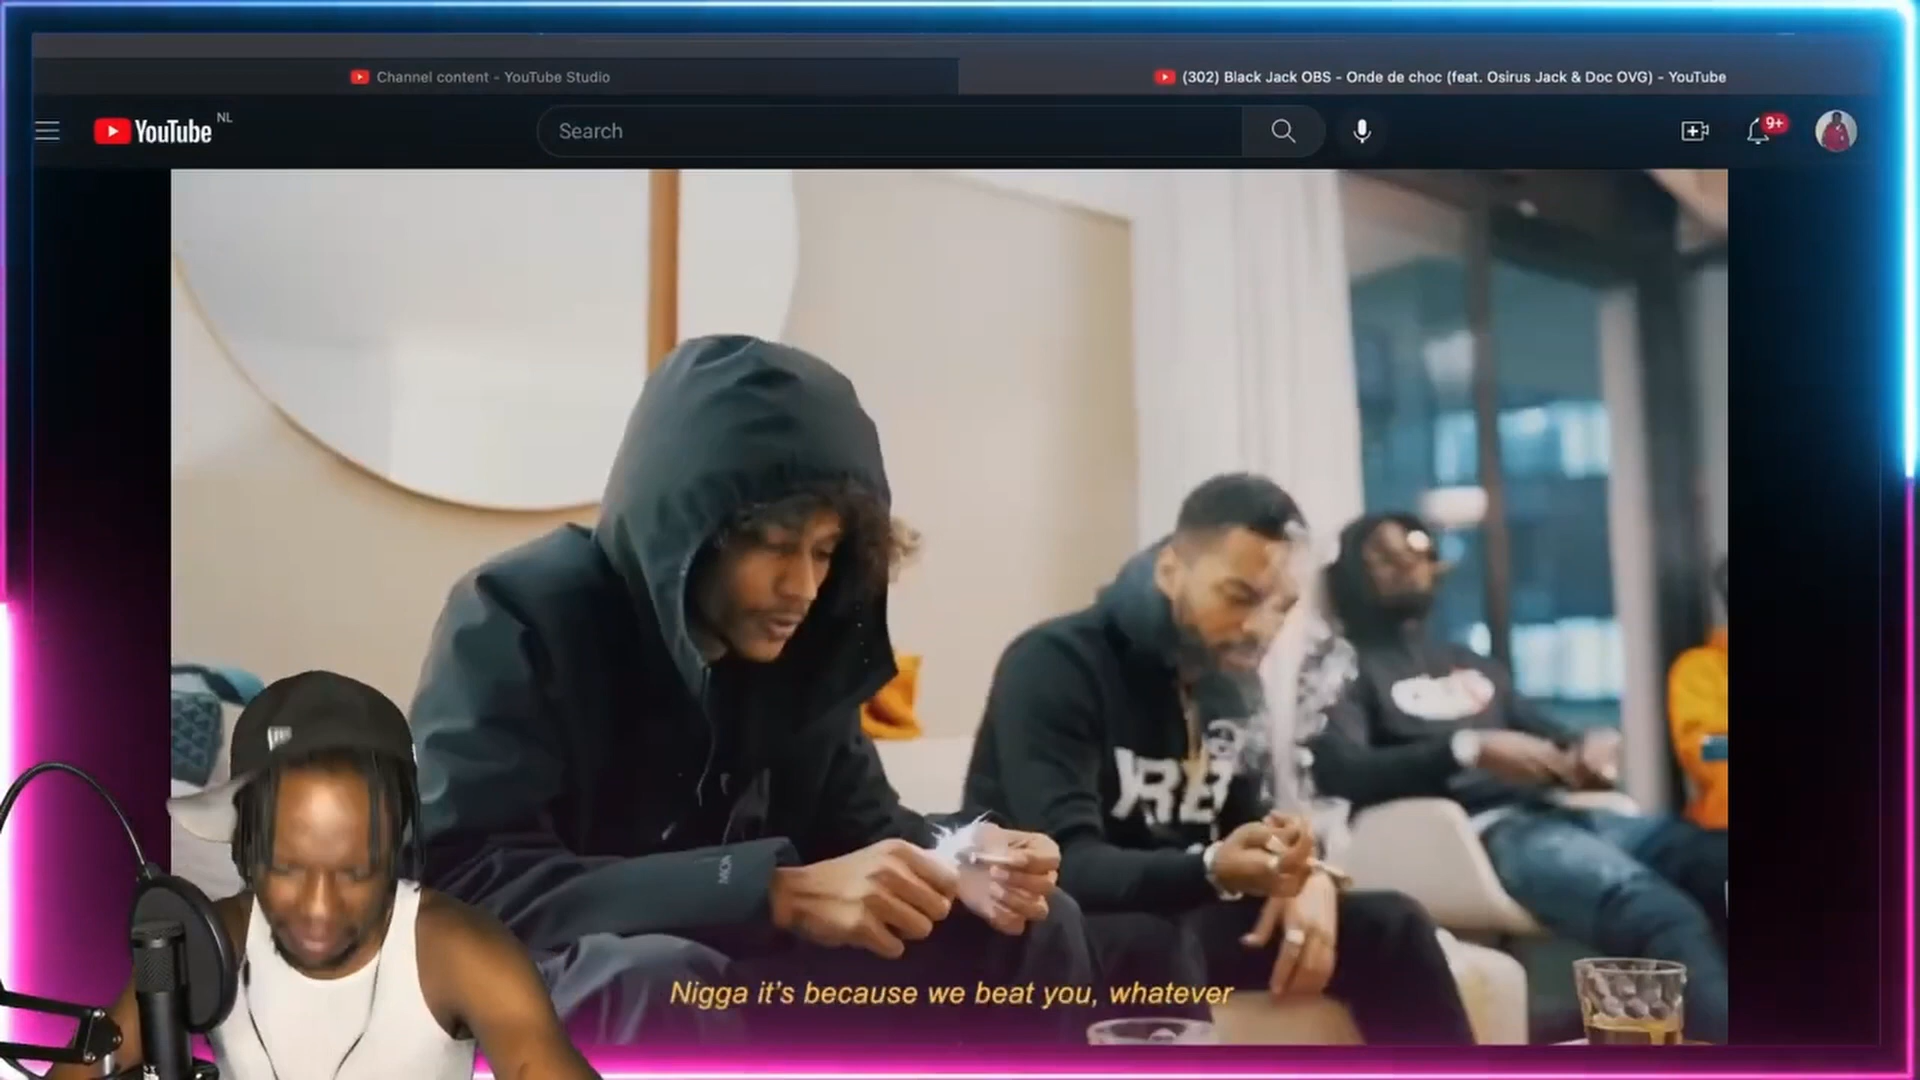 Channel content - YouTube Studio
(302) Black Jack OBS - Onde de choc (feat. Osirus Jack & Doc OVG) - YouTube
YouTube NL
Search
9+
Nigga it's because we beat you, whatever